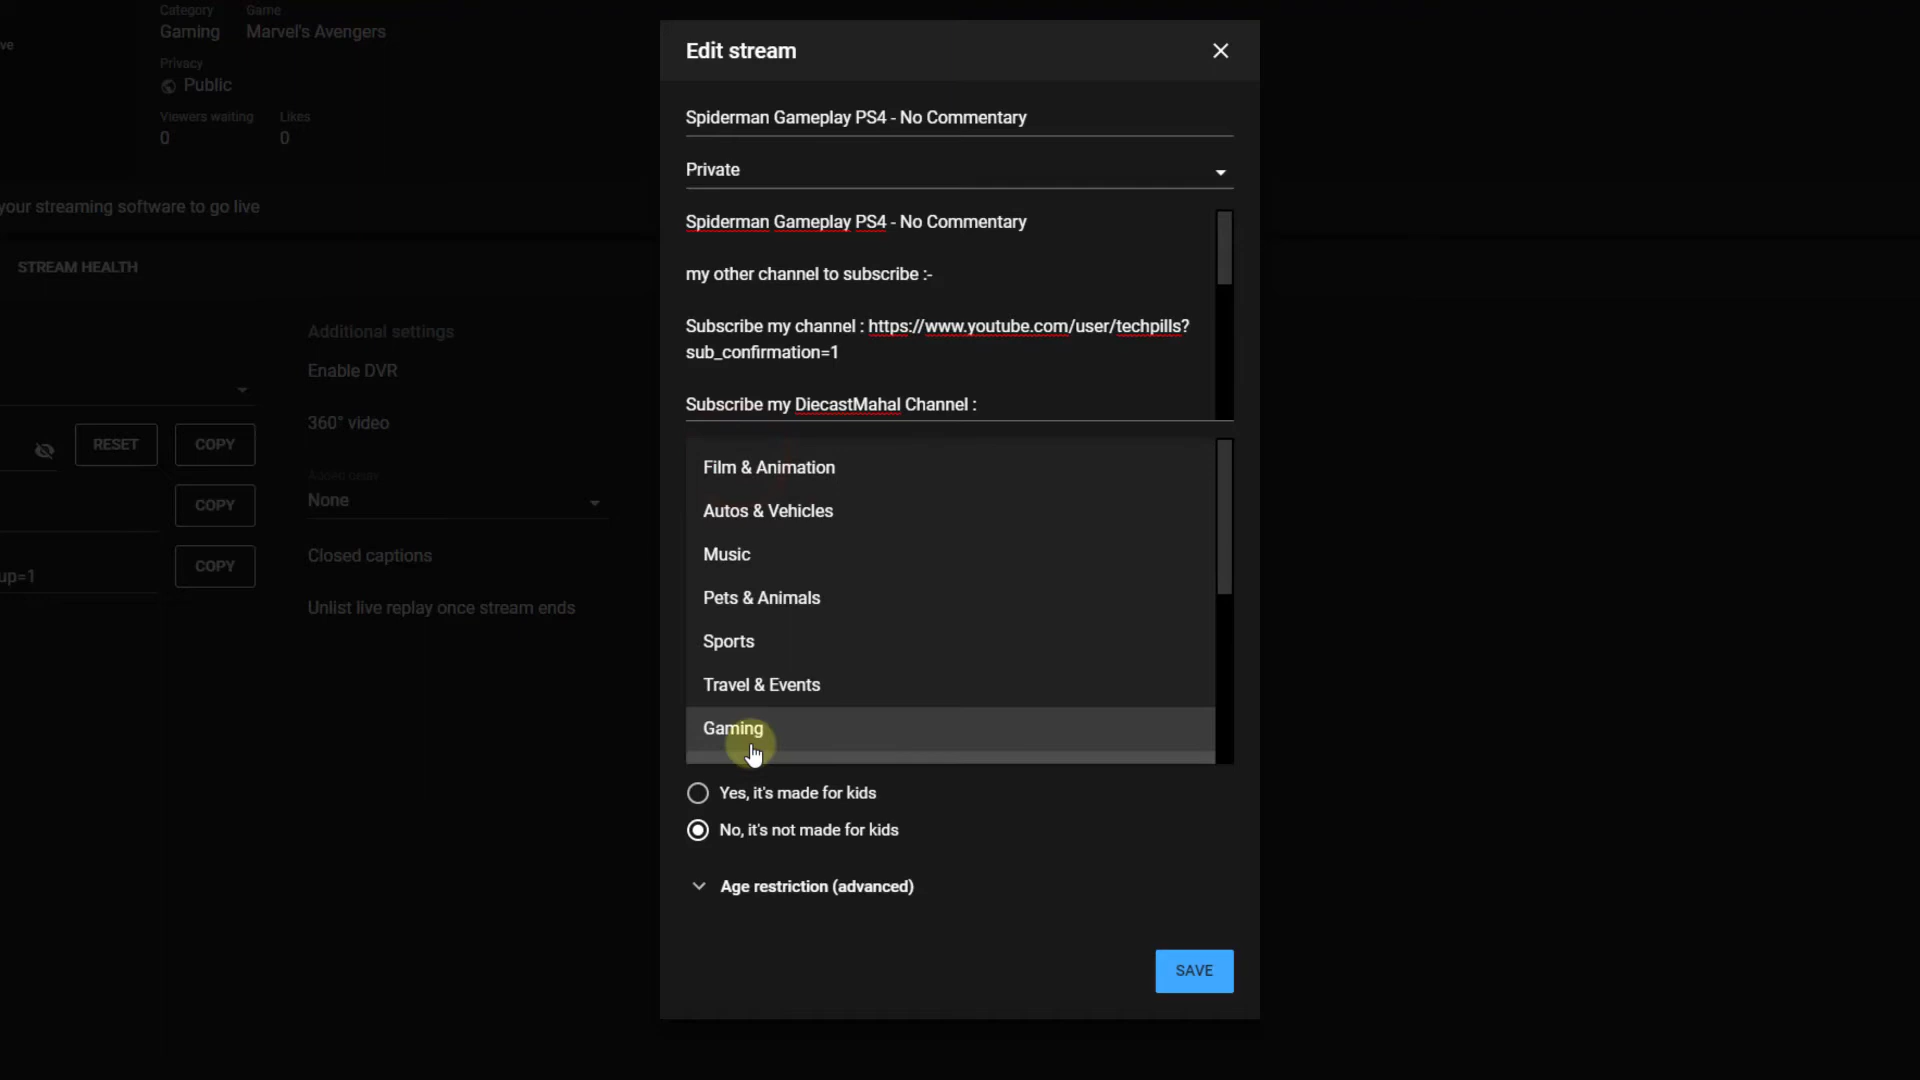 Category Game
ve
Gaming Marvel's Avengers
Privacy
Public
Viewers waiting Likes
0 0
your streaming software to go live
STREAM HEALTH
Additional settings
Enable DVR
360° video
RESET COPY
Added delay
None
COPY
Closed captions
up=1
COPY
Unlist live replay once stream ends
Edit stream
Spiderman Gameplay PS4 - No Commentary
Private
Spiderman Gameplay PS4 - No Commentary
my other channel to subscribe :-
Subscribe my channel : https://www.youtube.com/user/techpills?
sub_confirmation=1
Subscribe my DiecastMahal Channel :
Film & Animation
Autos & Vehicles
Music
Pets & Animals
Sports
Travel & Events
Gaming
Yes, it's made for kids
No, it's not made for kids
Age restriction (advanced)
SAVE